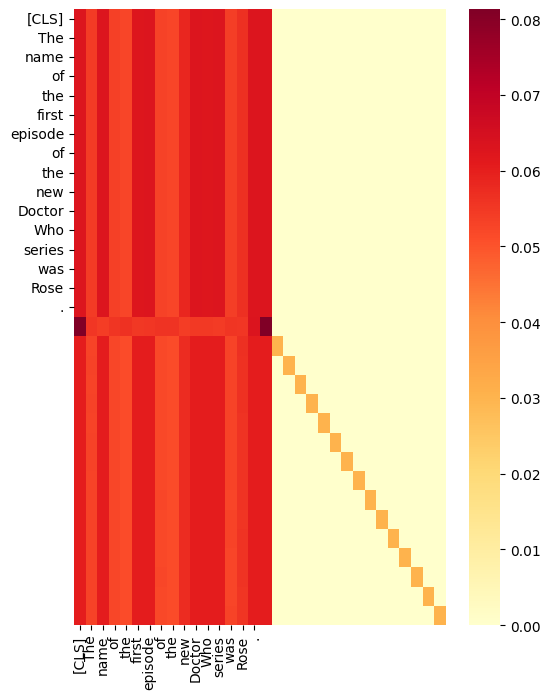 [CLS]
The
name
of
the
first
episode
of
the
new
Doctor
Who
series
was
Rose
.
0.08
0.07
0.06
0.05
0.04
0.03
0.02
0.01
0.00
[CLS] The name of the first episode of the new Doctor Who series was Rose .